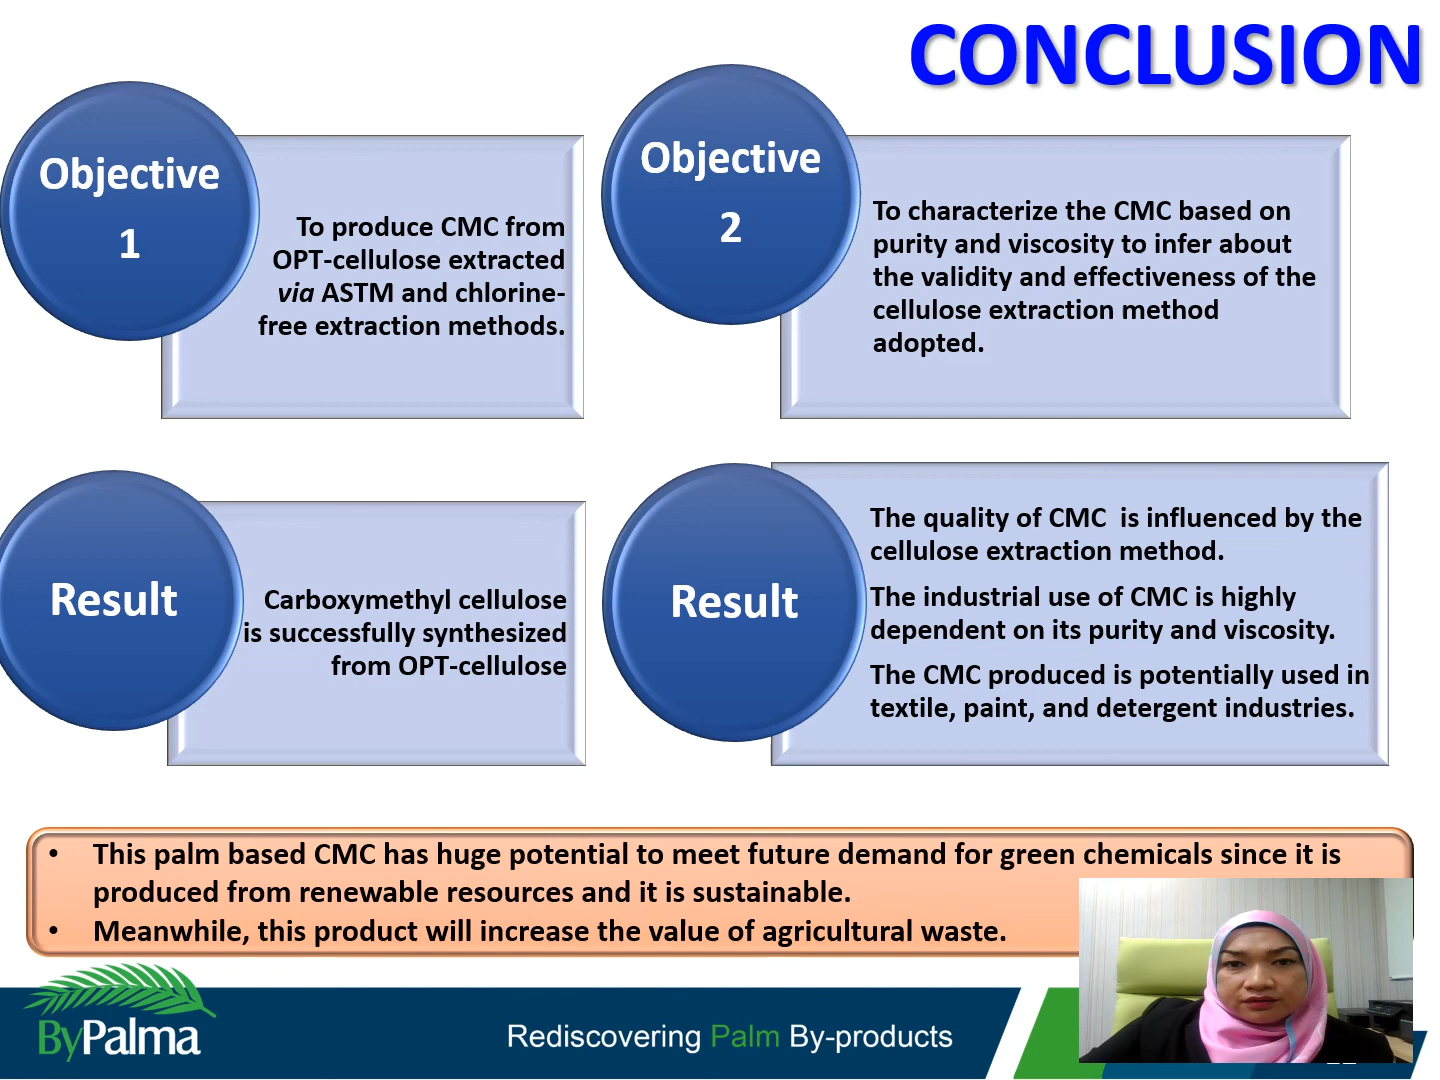 CONCLUSION
Objective
1
To produce CMC from
OPT-cellulose extracted
via ASTM and chlorine-
free extraction methods.
Objective
2
To characterize the CMC based on
purity and viscosity to infer about
the validity and effectiveness of the
cellulose extraction method
adopted.
Result
Carboxymethyl cellulose
is successfully synthesized
from OPT-cellulose
Result
The quality of CMC  is influenced by the
cellulose extraction method.
The industrial use of CMC is highly
dependent on its purity and viscosity.
The CMC produced is potentially used in
textile, paint, and detergent industries.
• This palm based CMC has huge potential to meet future demand for green chemicals since it is
produced from renewable resources and it is sustainable.
• Meanwhile, this product will increase the value of agricultural waste.
ByPalma
Rediscovering Palm By-products